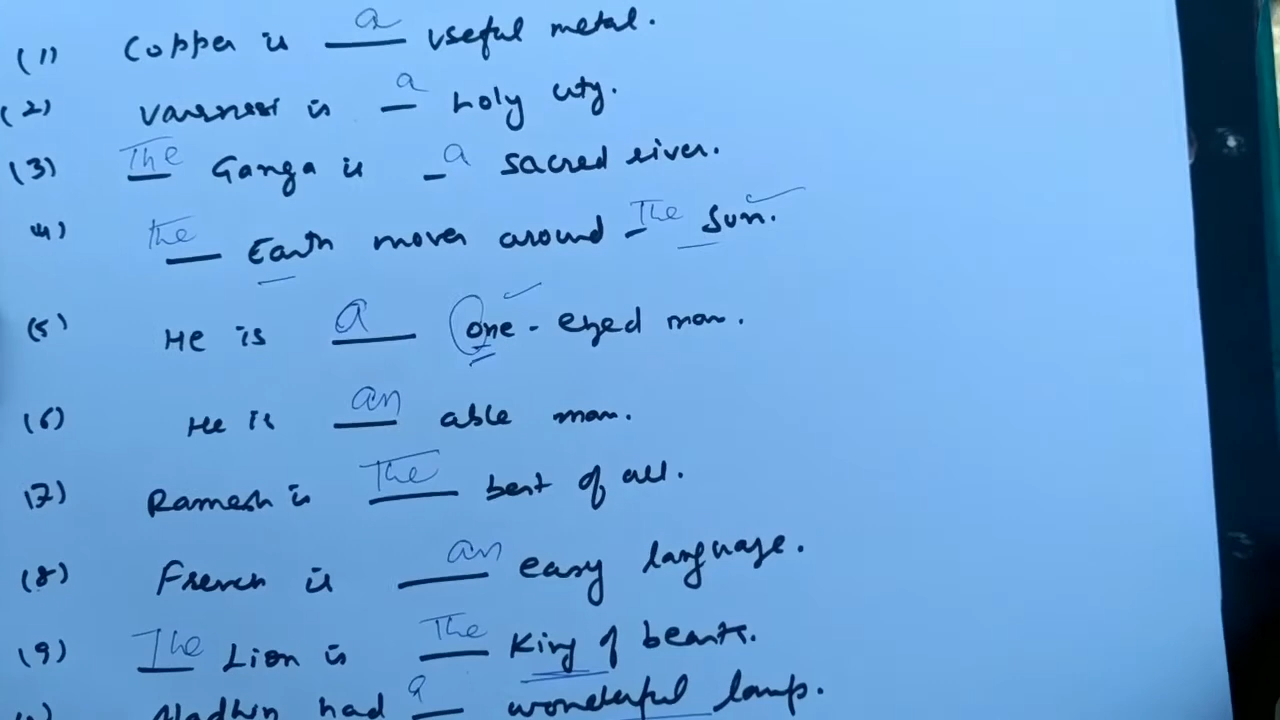 (1) Copper is a useful metal.
(2) Varnasi is a holy city.
(3) The Ganga is a sacred river.
(4) the Earth moves around The Sun.
(5) He is a one-eyed man.
(6) He is an able man.
(7) Ramesh is The best of all.
(8) French is an easy language.
(9) The Lion is The King of beasts.
Aladdin had a wonderful lamp.